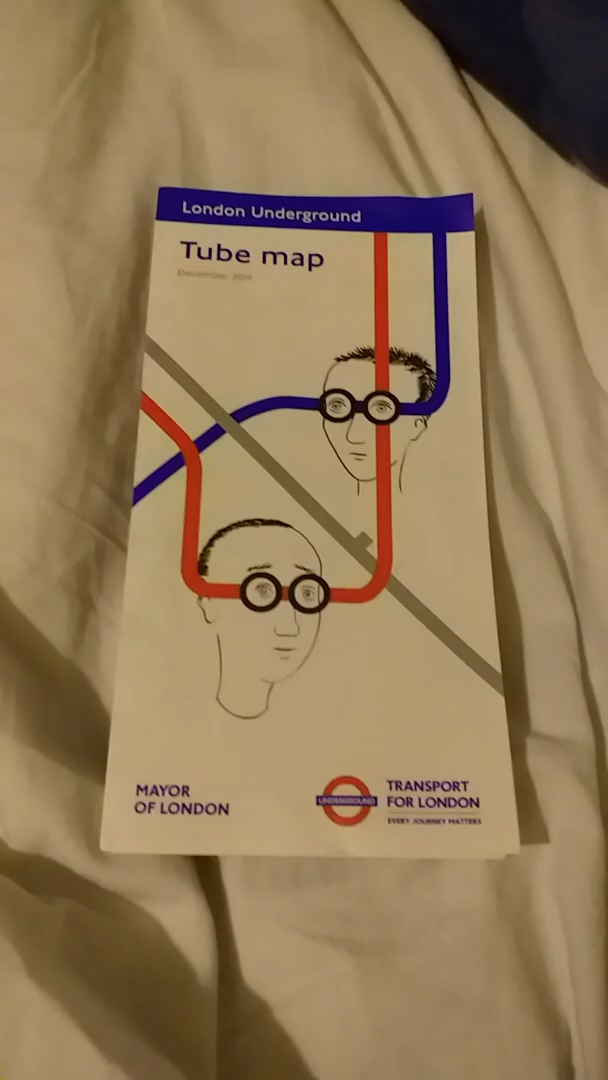 London Underground
Tube map
December 2019
MAYOR
OF LONDON
UNDERGROUND
TRANSPORT
FOR LONDON
EVERY JOURNEY MATTERS